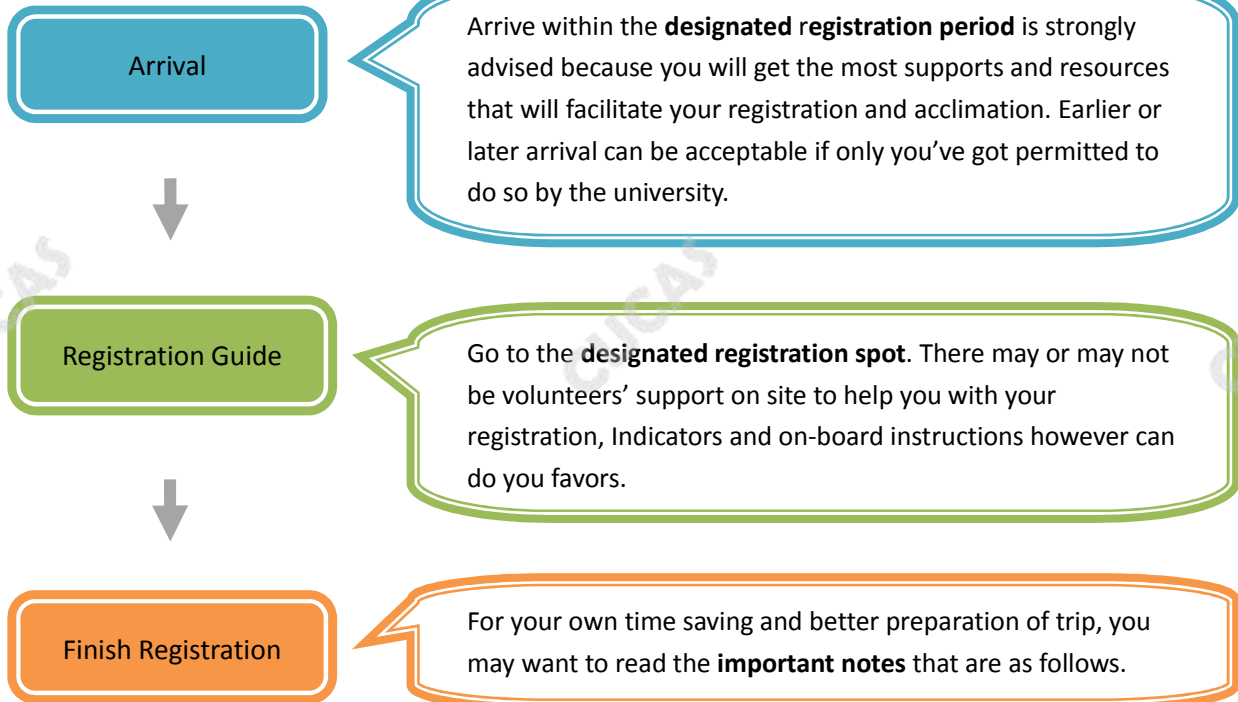 Arrival
Arrive within the designated registration period is strongly
advised because you will get the most supports and resources
that will facilitate your registration and acclimation. Earlier or
later arrival can be acceptable if only you've got permitted to
do so by the university.
CUCAS
Registration Guide
Go to the designated registration spot. There may or may not
be volunteers' support on site to help you with your
registration, Indicators and on-board instructions however can
do you favors.
Finish Registration
For your own time saving and better preparation of trip, you
may want to read the important notes that are as follows.